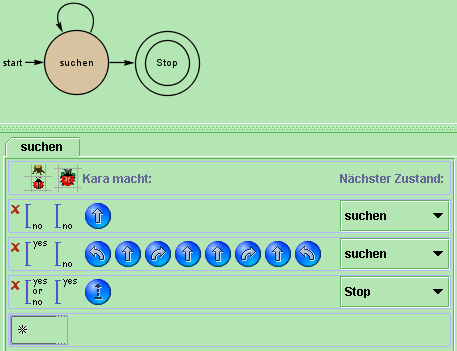 start suchen Stop
suchen
Kara macht: Nächster Zustand:
no no suchen
yes no suchen
yes or no yes Stop
*